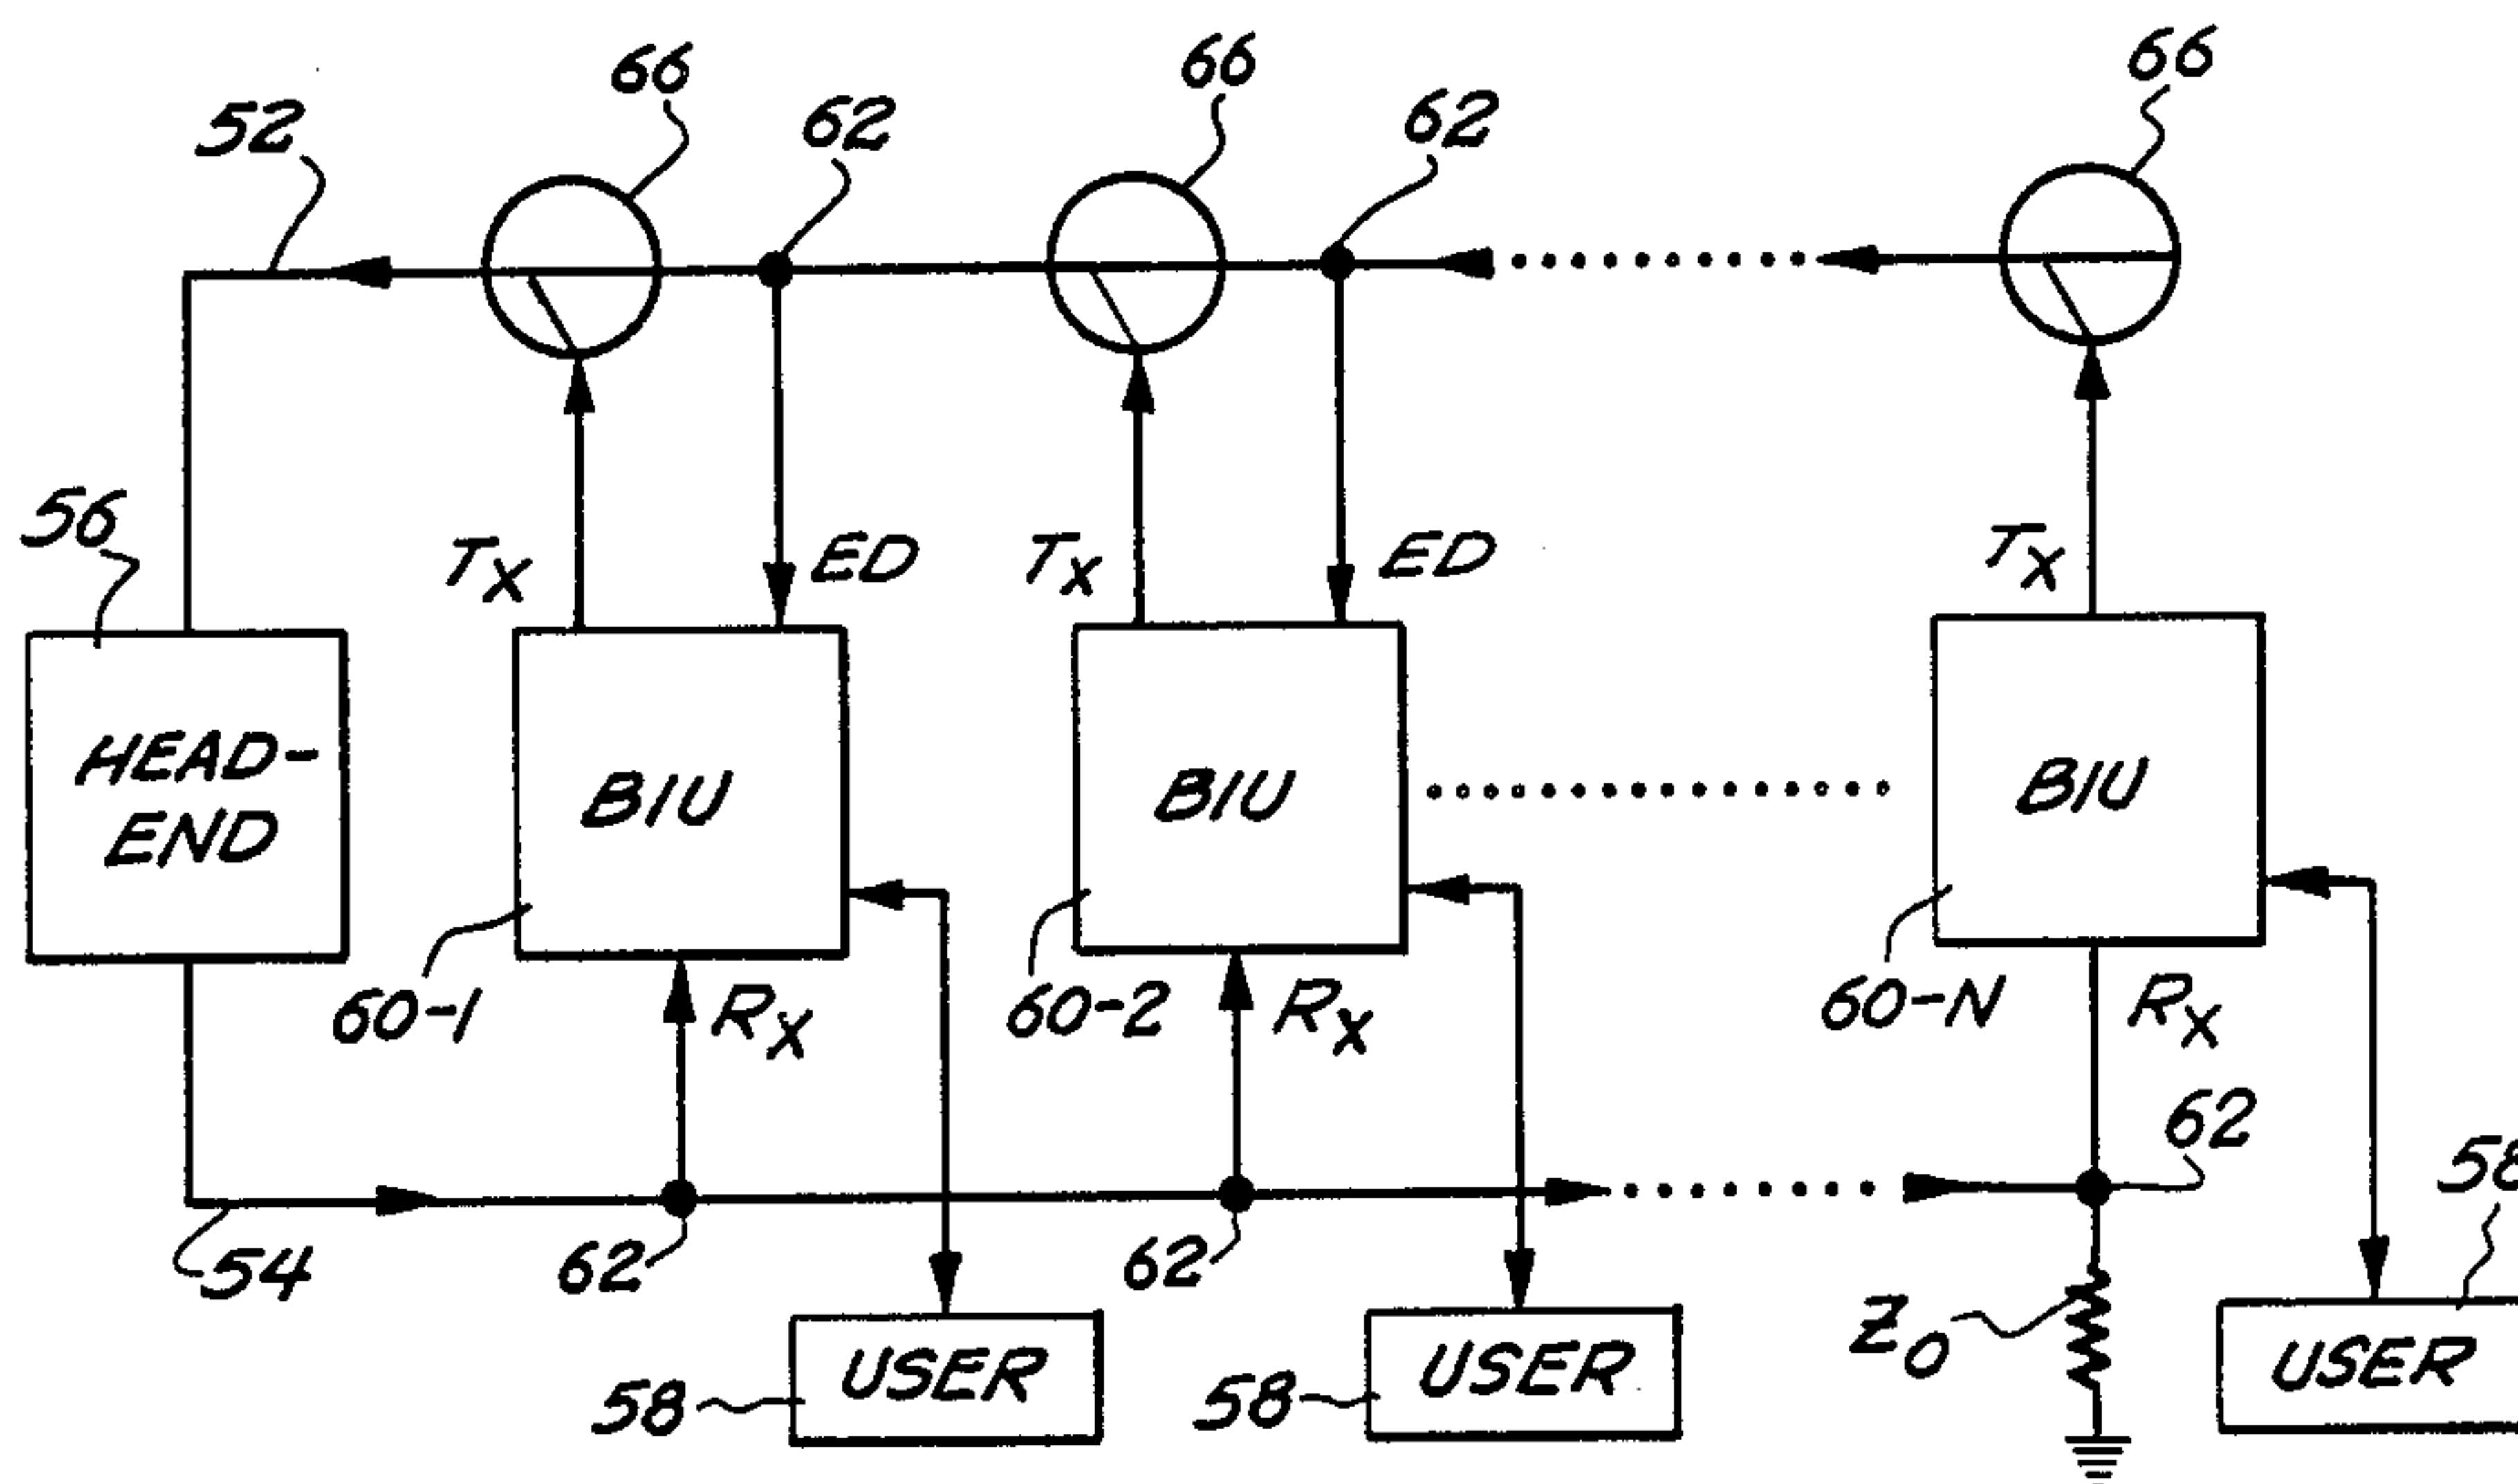 66
66
66
52
62
62
56
Tx
ED
Tx
ED
Tx
HEAD-
END
BIU
BIU
BIU
60-1
Rx
60-2
Rx
60-N
Rx
62
58
54
62
62
Zo
58
USER
58
USER
USER